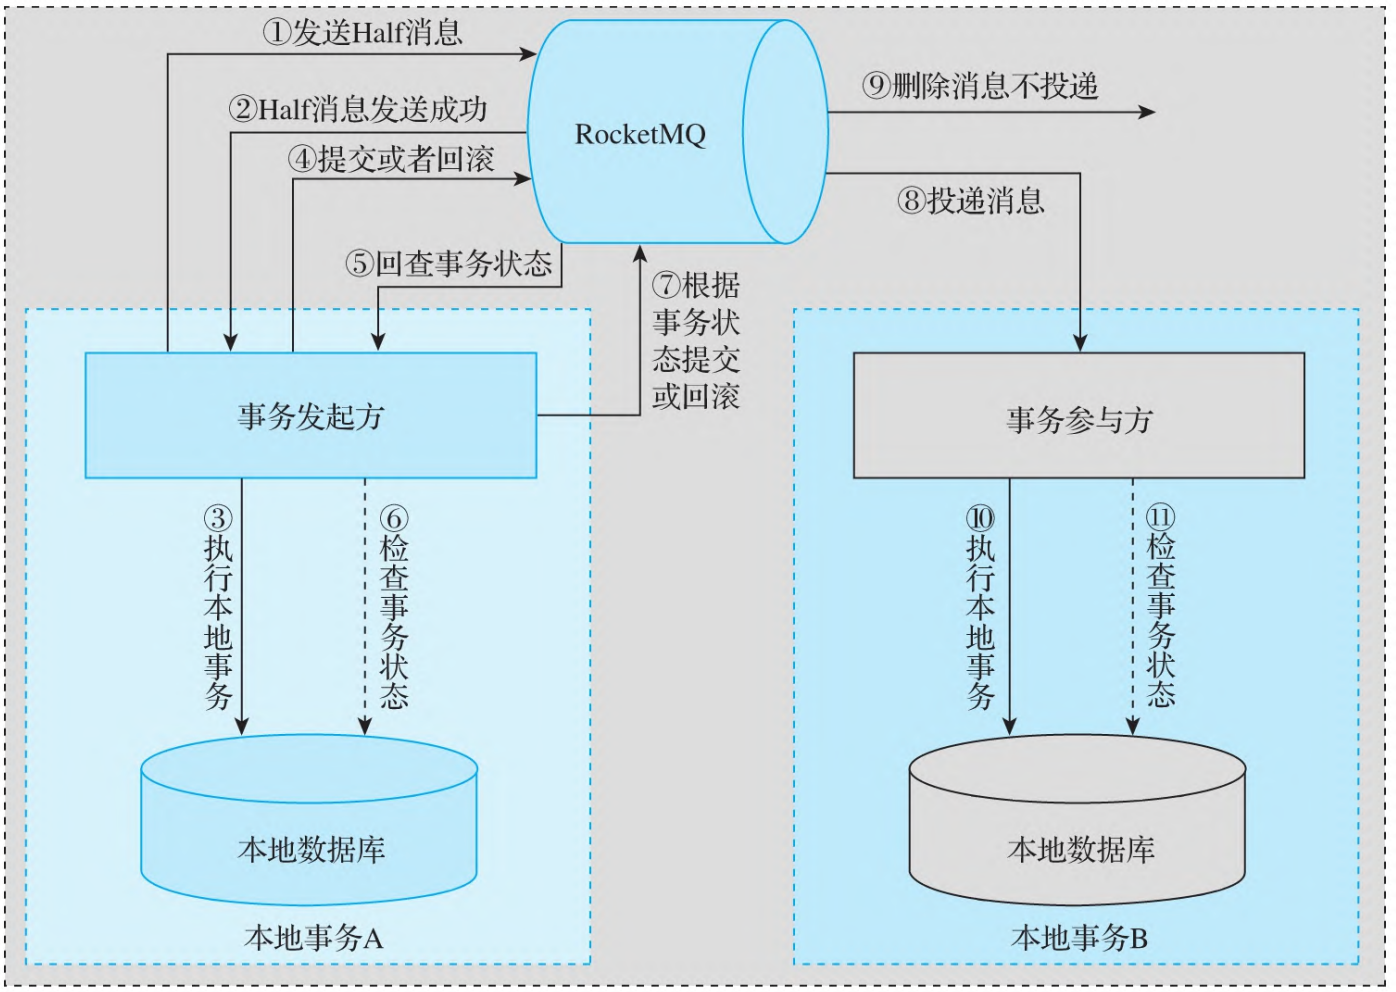 ①发送Half消息
②Half消息发送成功
④提交或者回滚
RocketMQ
⑨删除消息不投递
⑧投递消息
⑤回查事务状态
⑦根据
事务状
态提交
或回滚
事务发起方
事务参与方
③执行本地事务
⑥检查事务状态
⑩执行本地事务
⑪检查事务状态
本地数据库
本地数据库
本地事务A
本地事务B